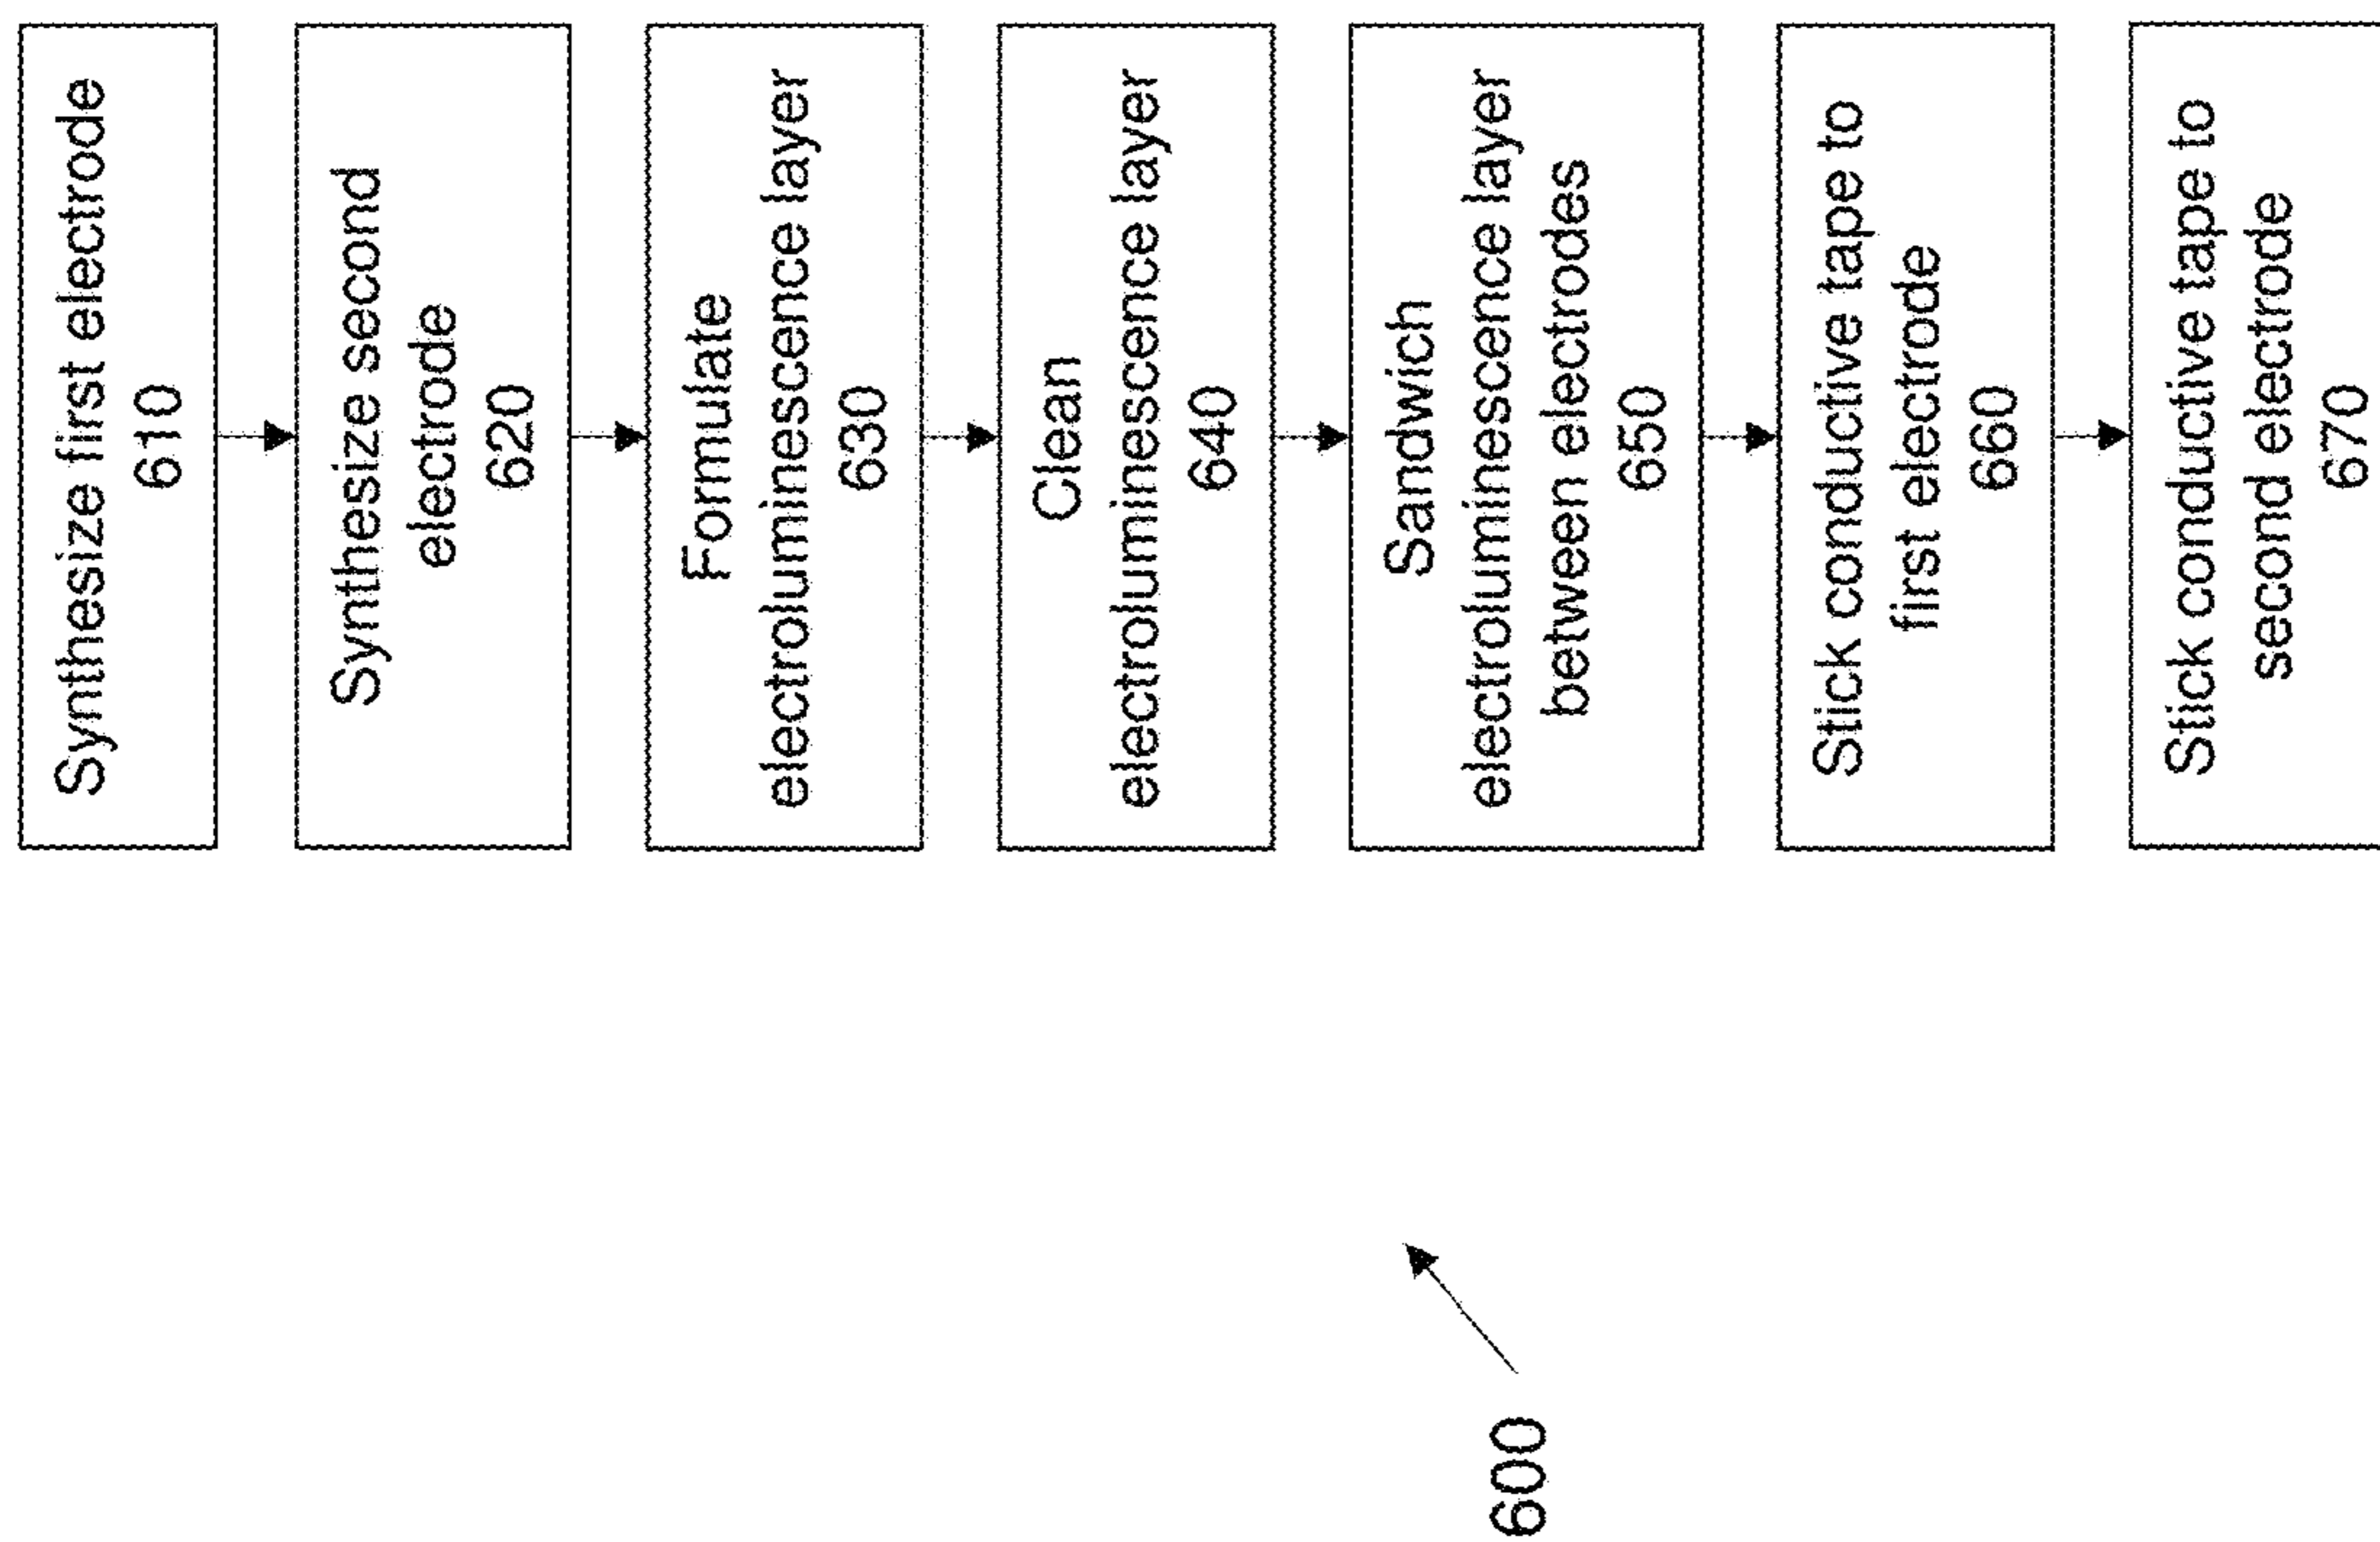 Synthesize first electrode
610
Synthesize second
electrode
620
Formulate
electroluminescence layer
630
Clean
electroluminescence layer
640
Sandwich
electroluminescence layer
between electrodes
650
Stick conductive tape to
first electrode
660
Stick conductive tape to
second electrode
670
600